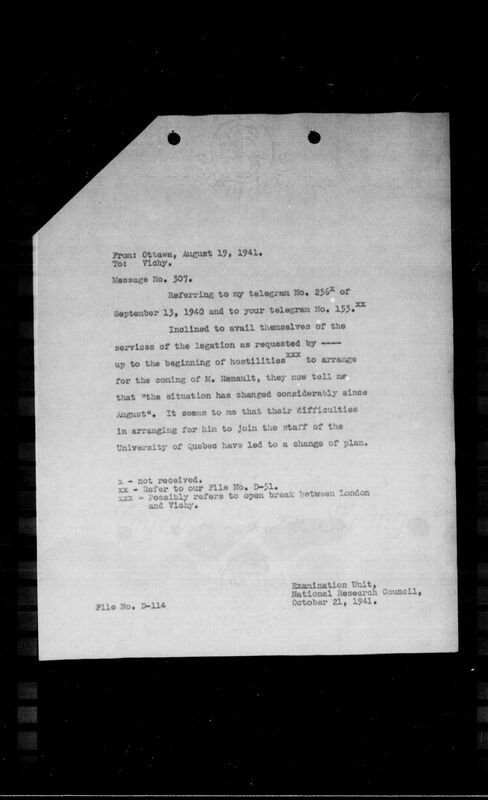 From: Ottawa, August 19, 1941.
To: Vichy.
Message No. 307.
Referring to my telegram No. 256x of
September 13, 1940 and to your telegram No. 153.xx
Inclined to avail themselves of the
services of the legation as requested by ----
up to the beginning of hostilitiesxxx to arrange
for the coming of M. Renault, they now tell me
that "the situation has changed considerably since
August". It seems to me that their difficulties
in arranging for him to join the staff of the
University of Quebec have led to a change of plan.
x - not received.
xx - Refer to our File No. D-51.
xxx - Possibly refers to open break between London
and Vichy.
Examination Unit,
National Research Council,
October 21, 1941.
File No. D-114